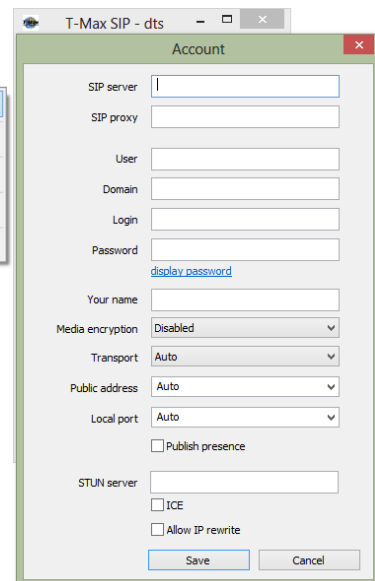 T-Max SIP - dts
Account
SIP server
SIP proxy
User
Domain
Login
Password
display password
Your name
Media encryption Disabled
Transport Auto
Public address Auto
Local port Auto
Publish presence
STUN server
ICE
Allow IP rewrite
Save Cancel